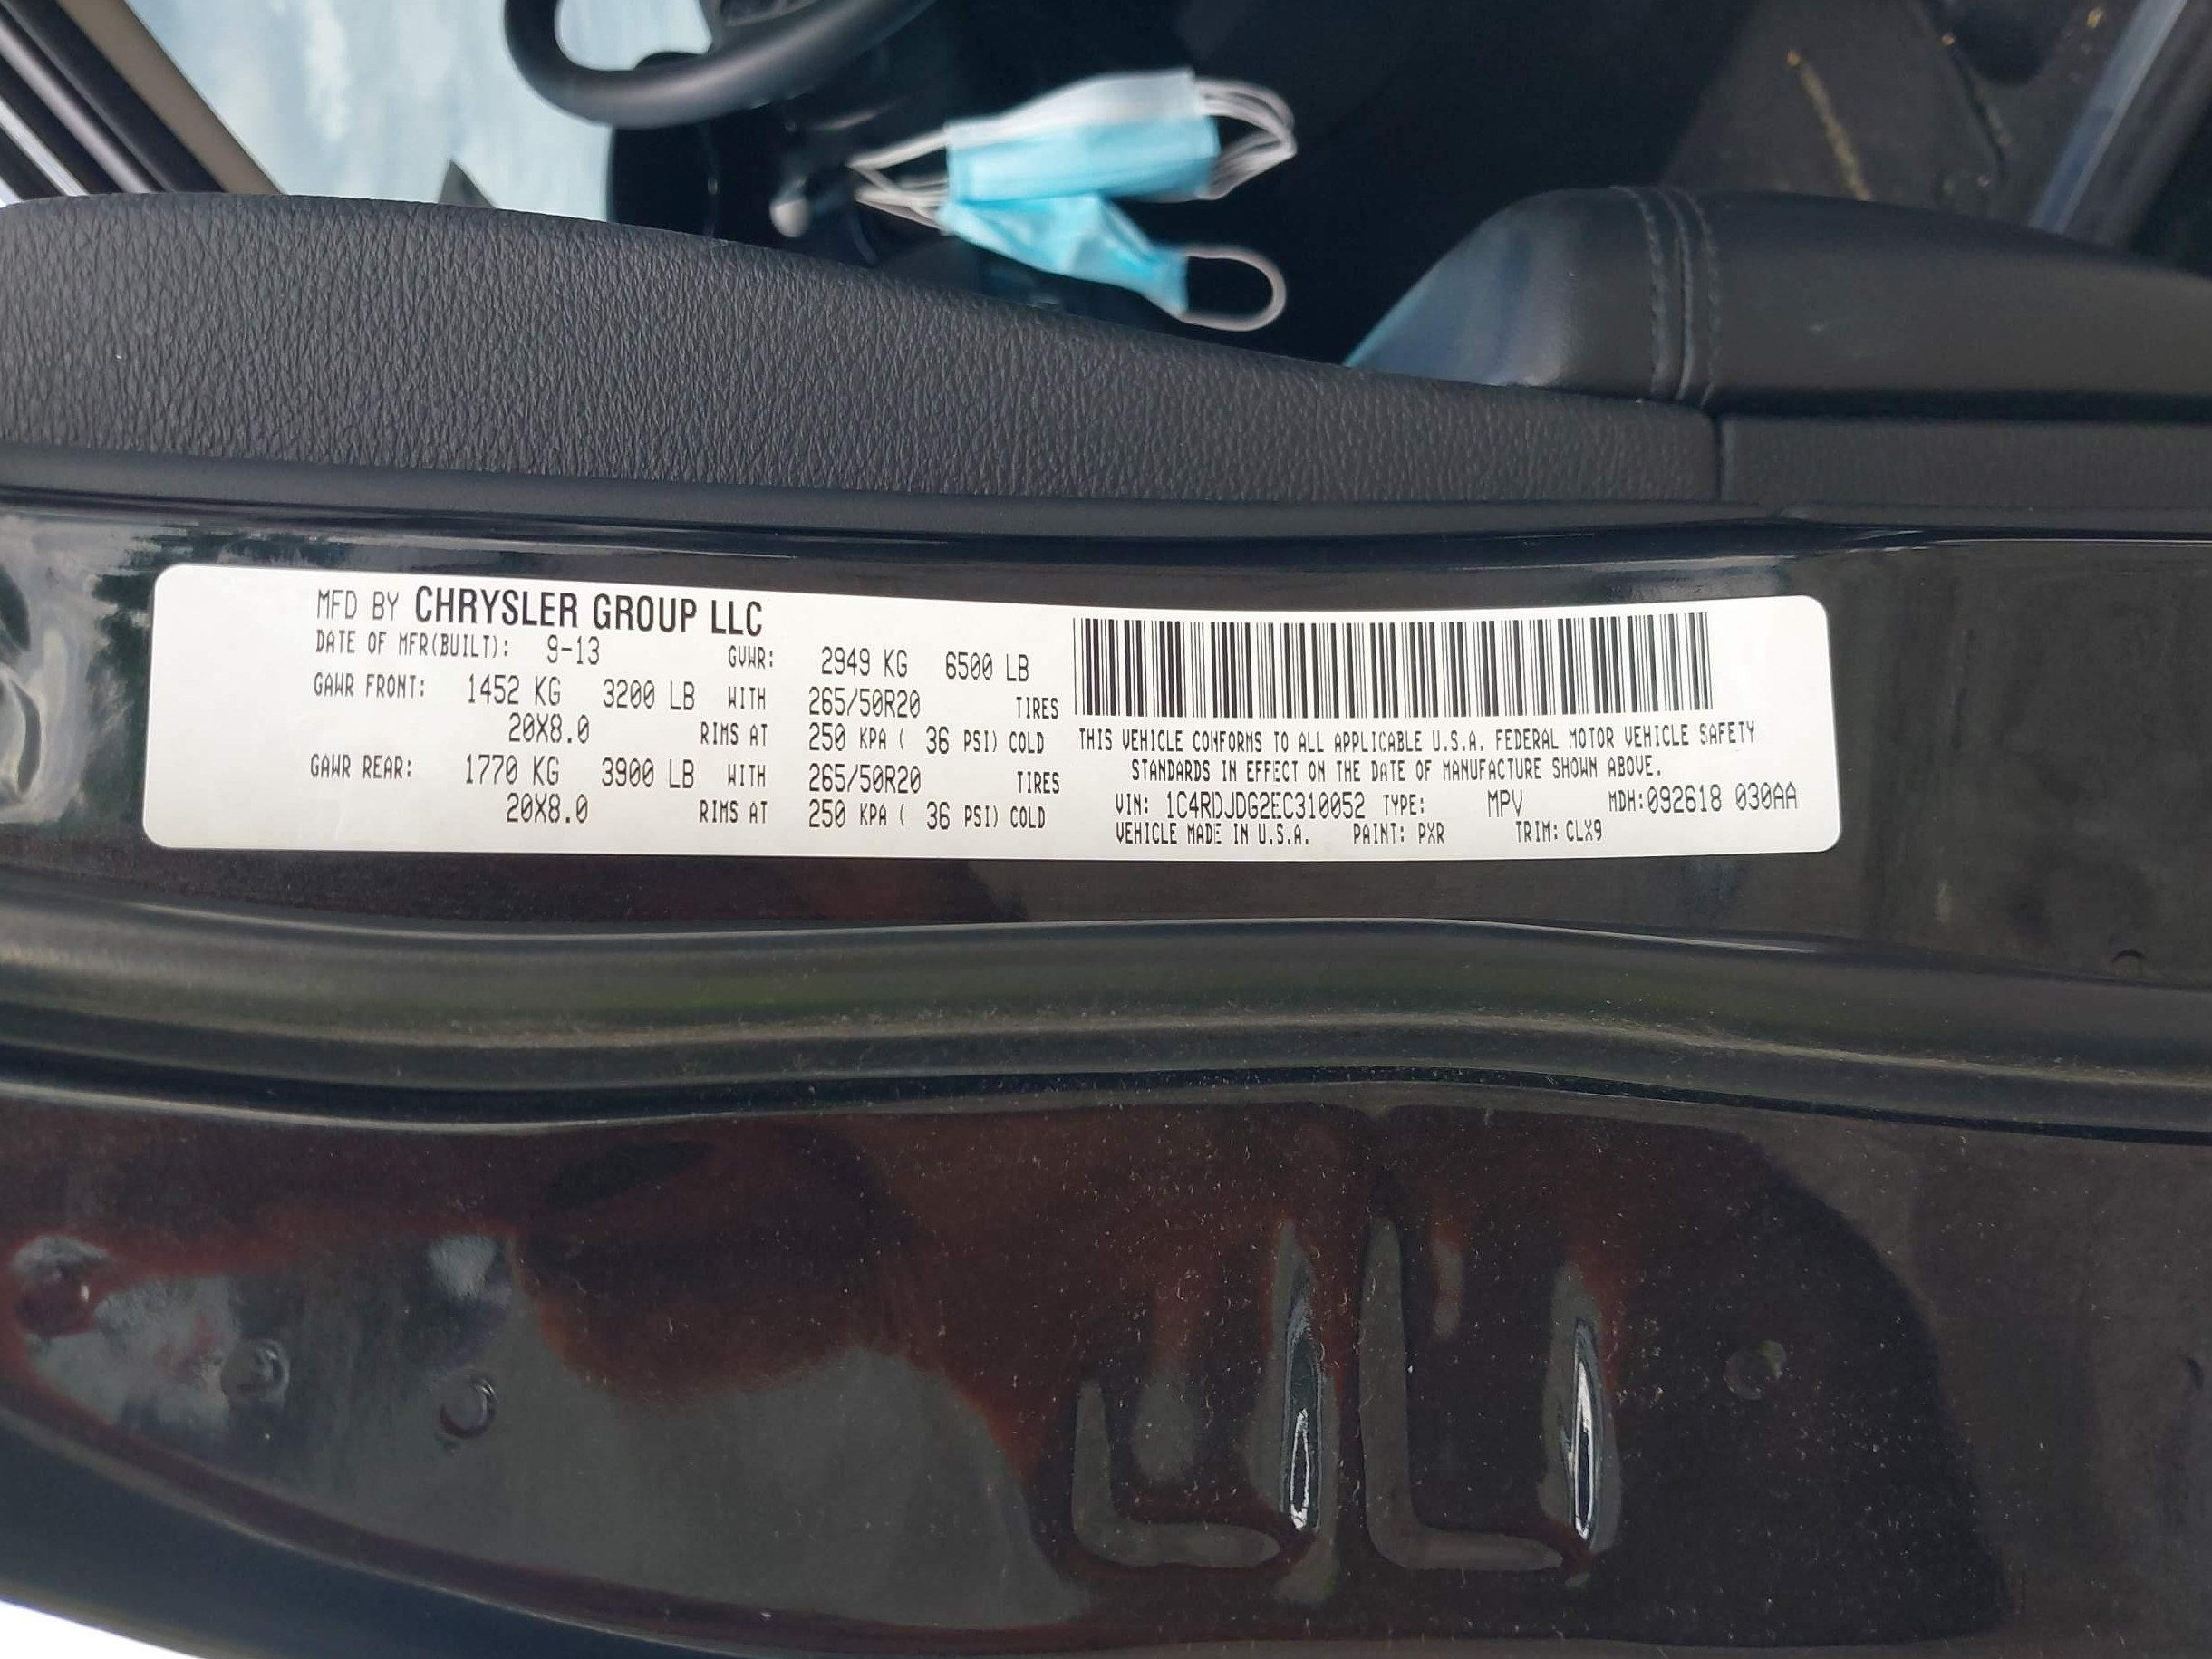 MFD BY CHRYSLER GROUP LLC
DATE OF MFR(BUILT): 9-13 GVWR: 2949 KG 6500 LB
GAWR FRONT: 1452 KG 3200 LB WITH 265/50R20 TIRES
20X8.0 RIMS AT 250 KPA ( 36 PSI) COLD
GAWR REAR: 1770 KG 3900 LB WITH 265/50R20 TIRES
20X8.0 RIMS AT 250 KPA ( 36 PSI) COLD
THIS VEHICLE CONFORMS TO ALL APPLICABLE U.S.A. FEDERAL MOTOR VEHICLE SAFETY
STANDARDS IN EFFECT ON THE DATE OF MANUFACTURE SHOWN ABOVE.
VIN: 1C4RDJDG2EC310052 TYPE: MPV MDH:092618 030AA
VEHICLE MADE IN U.S.A. PAINT: PXR TRIM: CLX9